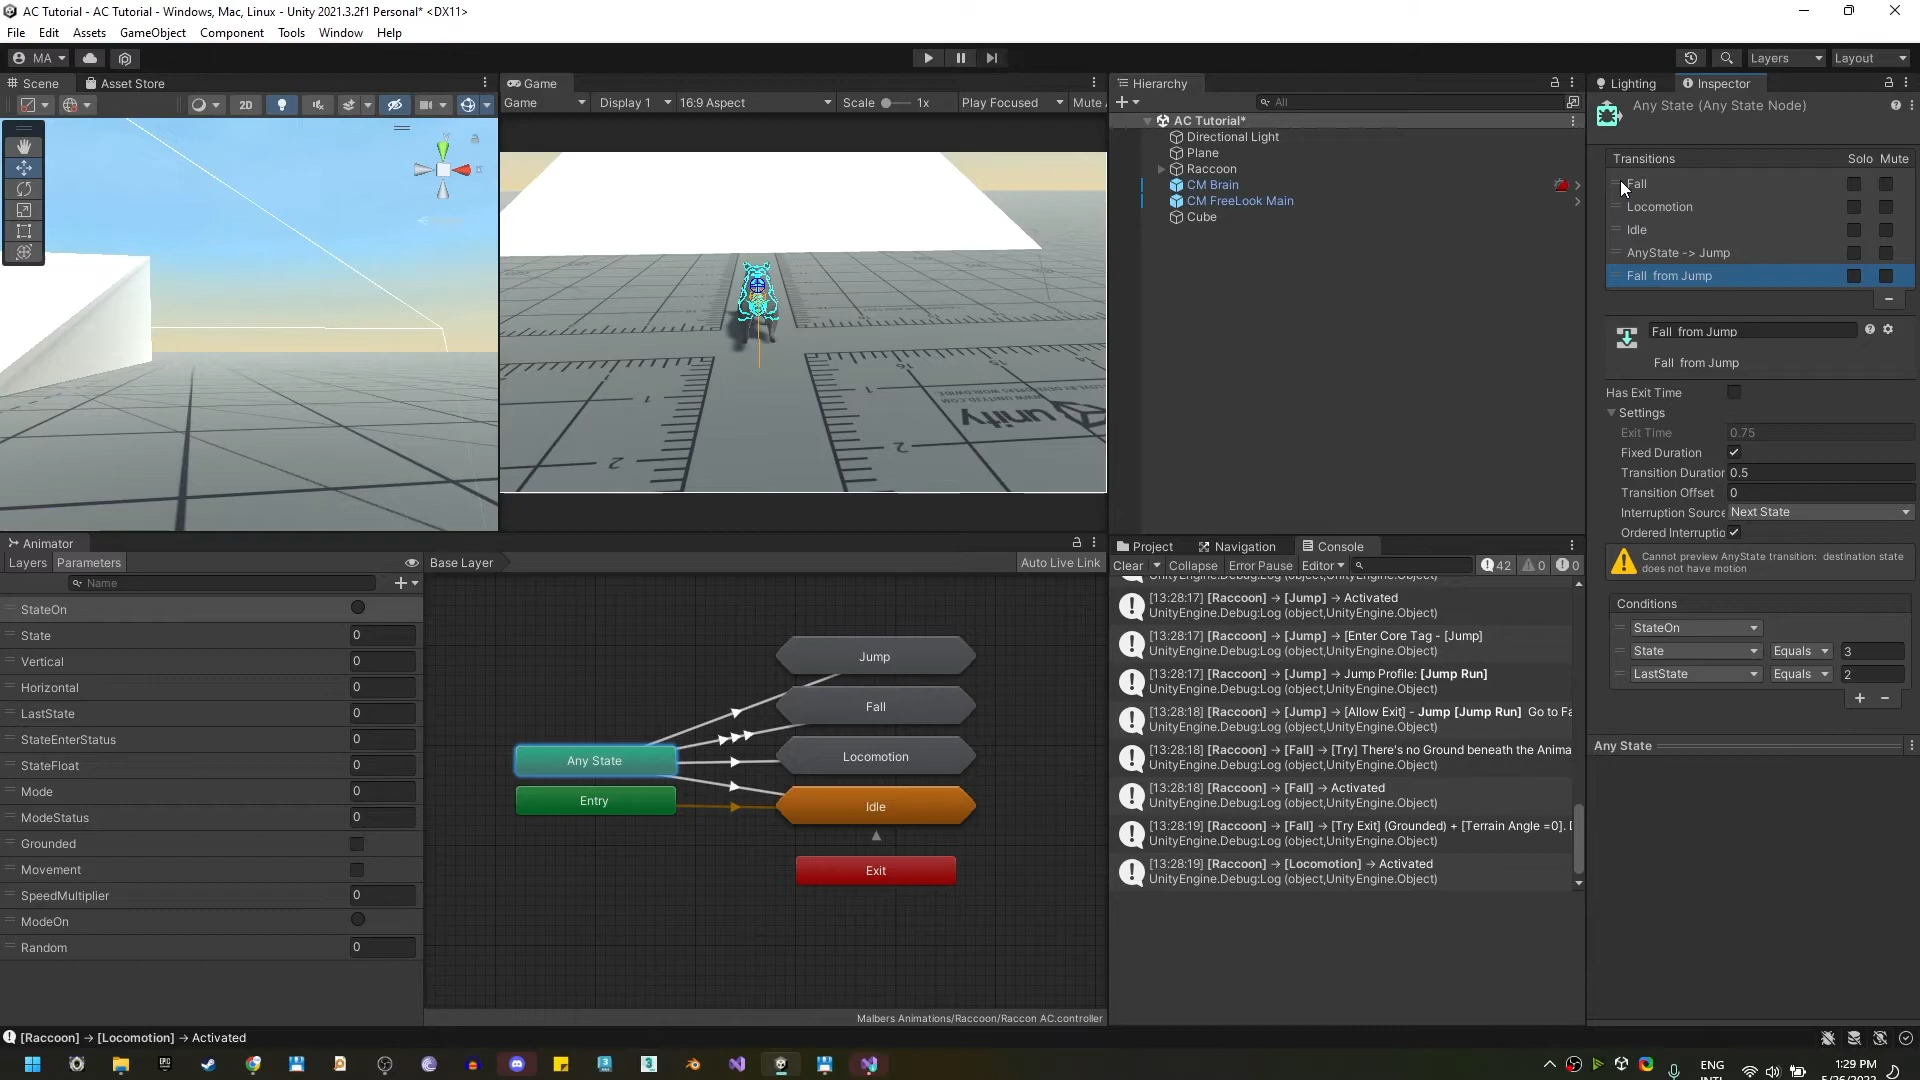 AC Tutorial - AC Tutorial - Windows, Mac, Linux - Unity 2021.3.2f1 Personal* <DX11>
File Edit Assets GameObject Component Tools Window Help
MA
Layers
Layout
Scene
Asset Store
2D
Game
Game
Display 1
16:9 Aspect
Scale
1x
Play Focused
Mute
Hierarchy
All
AC Tutorial*
Directional Light
Plane
Raccoon
CM Brain
CM FreeLook Main
Cube
Lighting
Inspector
Any State (Any State Node)
Transitions
Solo
Mute
Fall
Locomotion
Idle
AnyState -> Jump
Fall from Jump
Fall from Jump
Fall from Jump
Has Exit Time
Settings
Exit Time 0.75
Fixed Duration
Transition Duration 0.5
Transition Offset 0
Interruption Source Next State
Ordered Interruptio
Cannot preview AnyState transition: destination state
does not have motion
Conditions
StateOn
State Equals 3
LastState Equals 2
+ -
Any State
Animator
Layers
Parameters
Name
Base Layer
Auto Live Link
StateOn
State 0
Vertical 0
Horizontal 0
LastState 0
StateEnterStatus 0
StateFloat 0
Mode 0
ModeStatus 0
Grounded
Movement
SpeedMultiplier 0
ModeOn
Random 0
Jump
Fall
Any State
Locomotion
Entry
Idle
Exit
Malbers Animations/Raccoon/Raccon AC.controller
Project
Navigation
Console
Clear
Collapse
Error Pause
Editor
42
0
0
UnityEngine.Debug:Log (object,UnityEngine.Object)
[13:28:17] [Raccoon] → [Jump] → Activated
UnityEngine.Debug:Log (object,UnityEngine.Object)
[13:28:17] [Raccoon] → [Jump] → [Enter Core Tag - [Jump]
UnityEngine.Debug:Log (object,UnityEngine.Object)
[13:28:17] [Raccoon] → [Jump] → Jump Profile: [Jump Run]
UnityEngine.Debug:Log (object,UnityEngine.Object)
[13:28:18] [Raccoon] → [Jump] → [Allow Exit] - Jump [Jump Run] Go to Fa
UnityEngine.Debug:Log (object,UnityEngine.Object)
[13:28:18] [Raccoon] → [Fall] → [Try] There's no Ground beneath the Anima
UnityEngine.Debug:Log (object,UnityEngine.Object)
[13:28:18] [Raccoon] → [Fall] → Activated
UnityEngine.Debug:Log (object,UnityEngine.Object)
[13:28:19] [Raccoon] → [Fall] → [Try Exit] (Grounded) + [Terrain Angle =0]. D
UnityEngine.Debug:Log (object,UnityEngine.Object)
[13:28:19] [Raccoon] → [Locomotion] → Activated
UnityEngine.Debug:Log (object,UnityEngine.Object)
[Raccoon] → [Locomotion] → Activated
ENG
1:29 PM